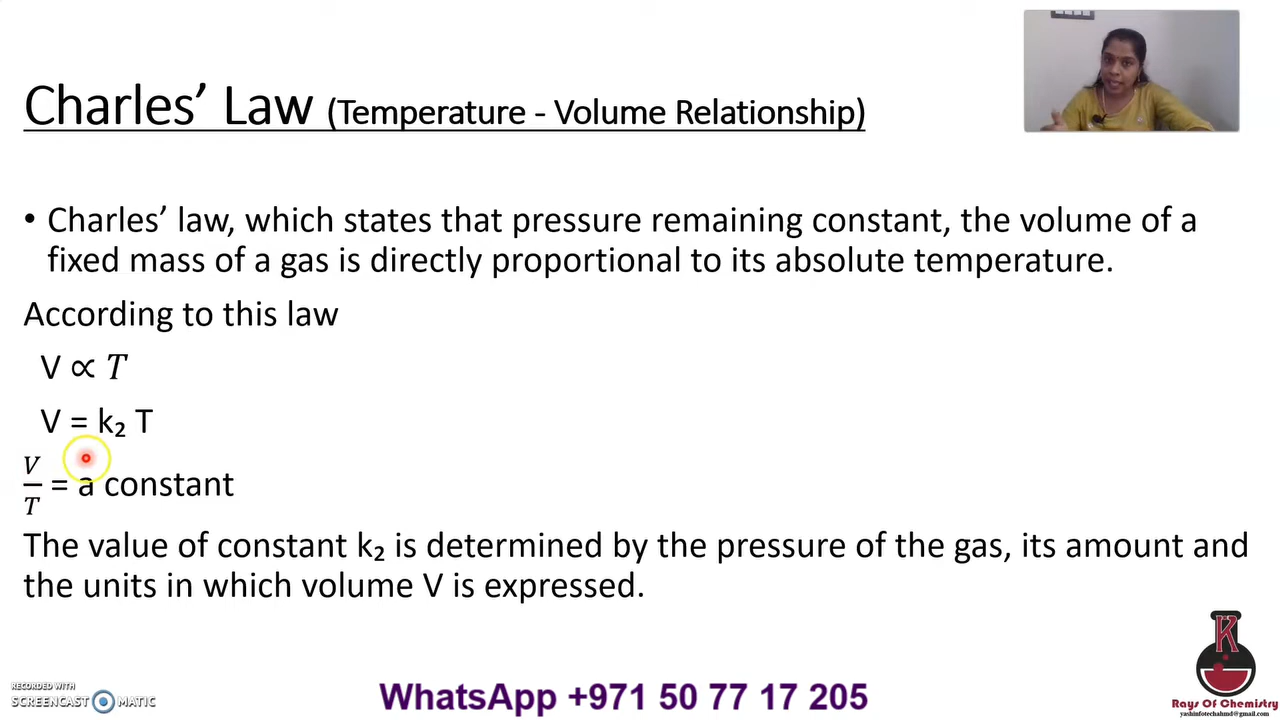 Charles’ Law (Temperature - Volume Relationship)
• Charles’ law, which states that pressure remaining constant, the volume of a
fixed mass of a gas is directly proportional to its absolute temperature.
According to this law
V ∝ T
V = k₂ T
V/T = a constant
The value of constant k₂ is determined by the pressure of the gas, its amount and
the units in which volume V is expressed.
K
RECORDED WITH
SCREENCAST MATIC
WhatsApp +971 50 77 17 205
Rays Of Chemistry
yashinfotechahmd@gmail.com